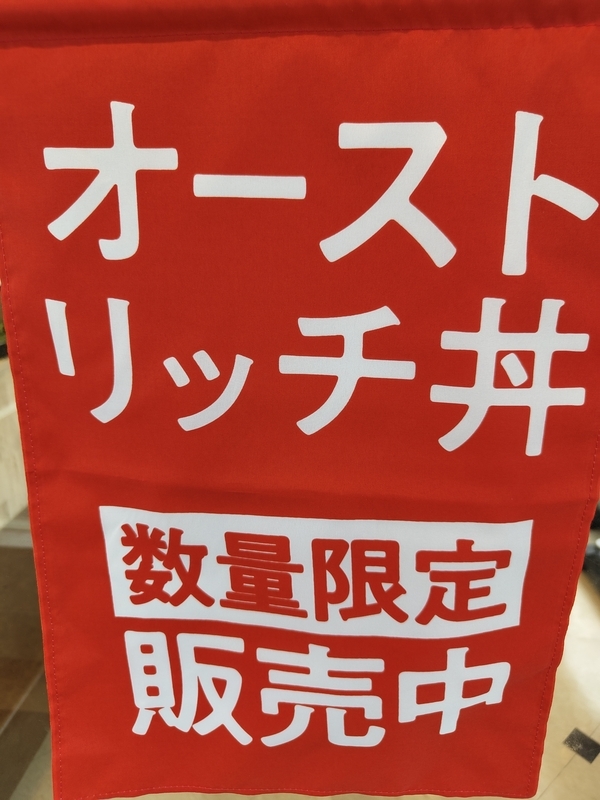 オースト
リッチ丼
数量限定
販売中